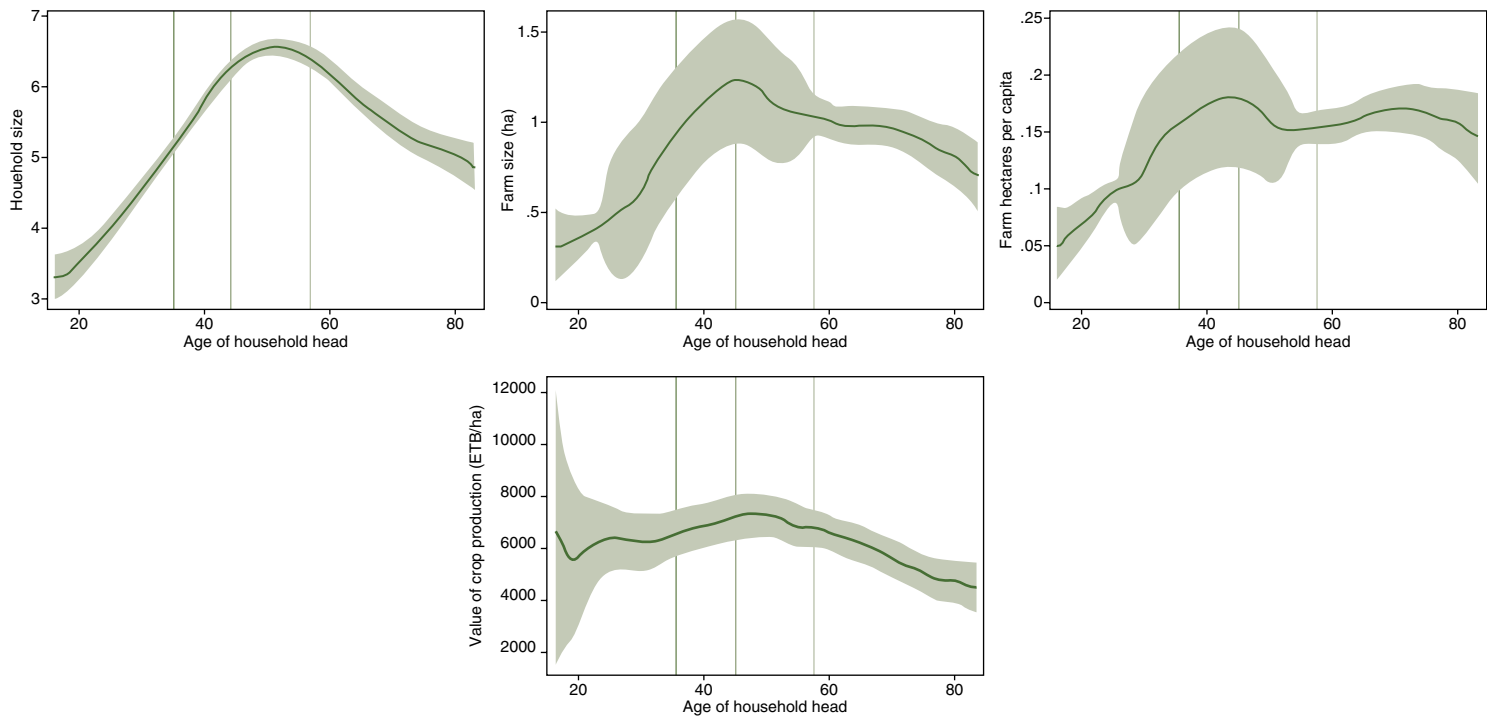 7
6
5
4
3
Houehold size
20 40 60 80
Age of household head
1.5
1
.5
0
Farm size (ha)
20 40 60 80
Age of household head
.25
.2
.15
.1
.05
0
Farm hectares per capita
20 40 60 80
Age of household head
12000
10000
8000
6000
4000
2000
Value of crop production (ETB/ha)
20 40 60 80
Age of household head